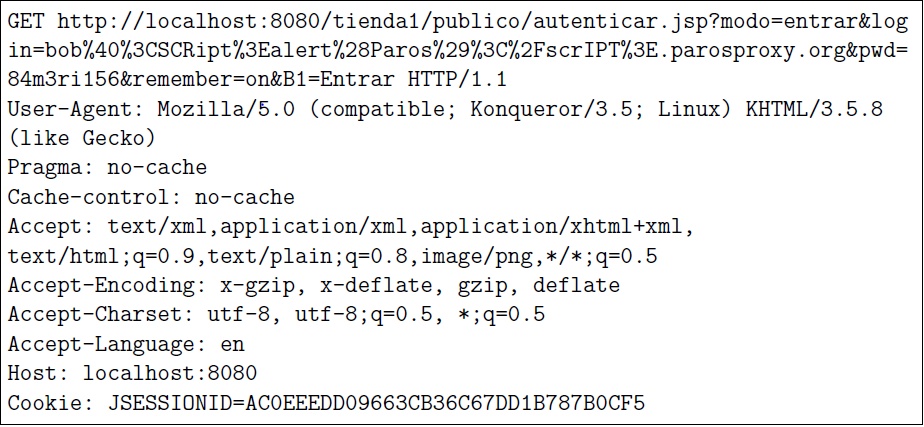 GET http://localhost:8080/tienda1/publico/autenticar.jsp?modo=entrar&log
in=bob%40%3CSCRipt%3Ealert%28Paros%29%3C%2FscrIPT%3E.parosproxy.org&pwd=
84m3ri156&remember=on&B1=Entrar HTTP/1.1
User-Agent: Mozilla/5.0 (compatible; Konqueror/3.5; Linux) KHTML/3.5.8
(like Gecko)
Pragma: no-cache
Cache-control: no-cache
Accept: text/xml,application/xml,application/xhtml+xml,
text/html;q=0.9,text/plain;q=0.8,image/png,*/*;q=0.5
Accept-Encoding: x-gzip, x-deflate, gzip, deflate
Accept-Charset: utf-8, utf-8;q=0.5, *;q=0.5
Accept-Language: en
Host: localhost:8080
Cookie: JSESSIONID=AC0EEEDD09663CB36C67DD1B787B0CF5